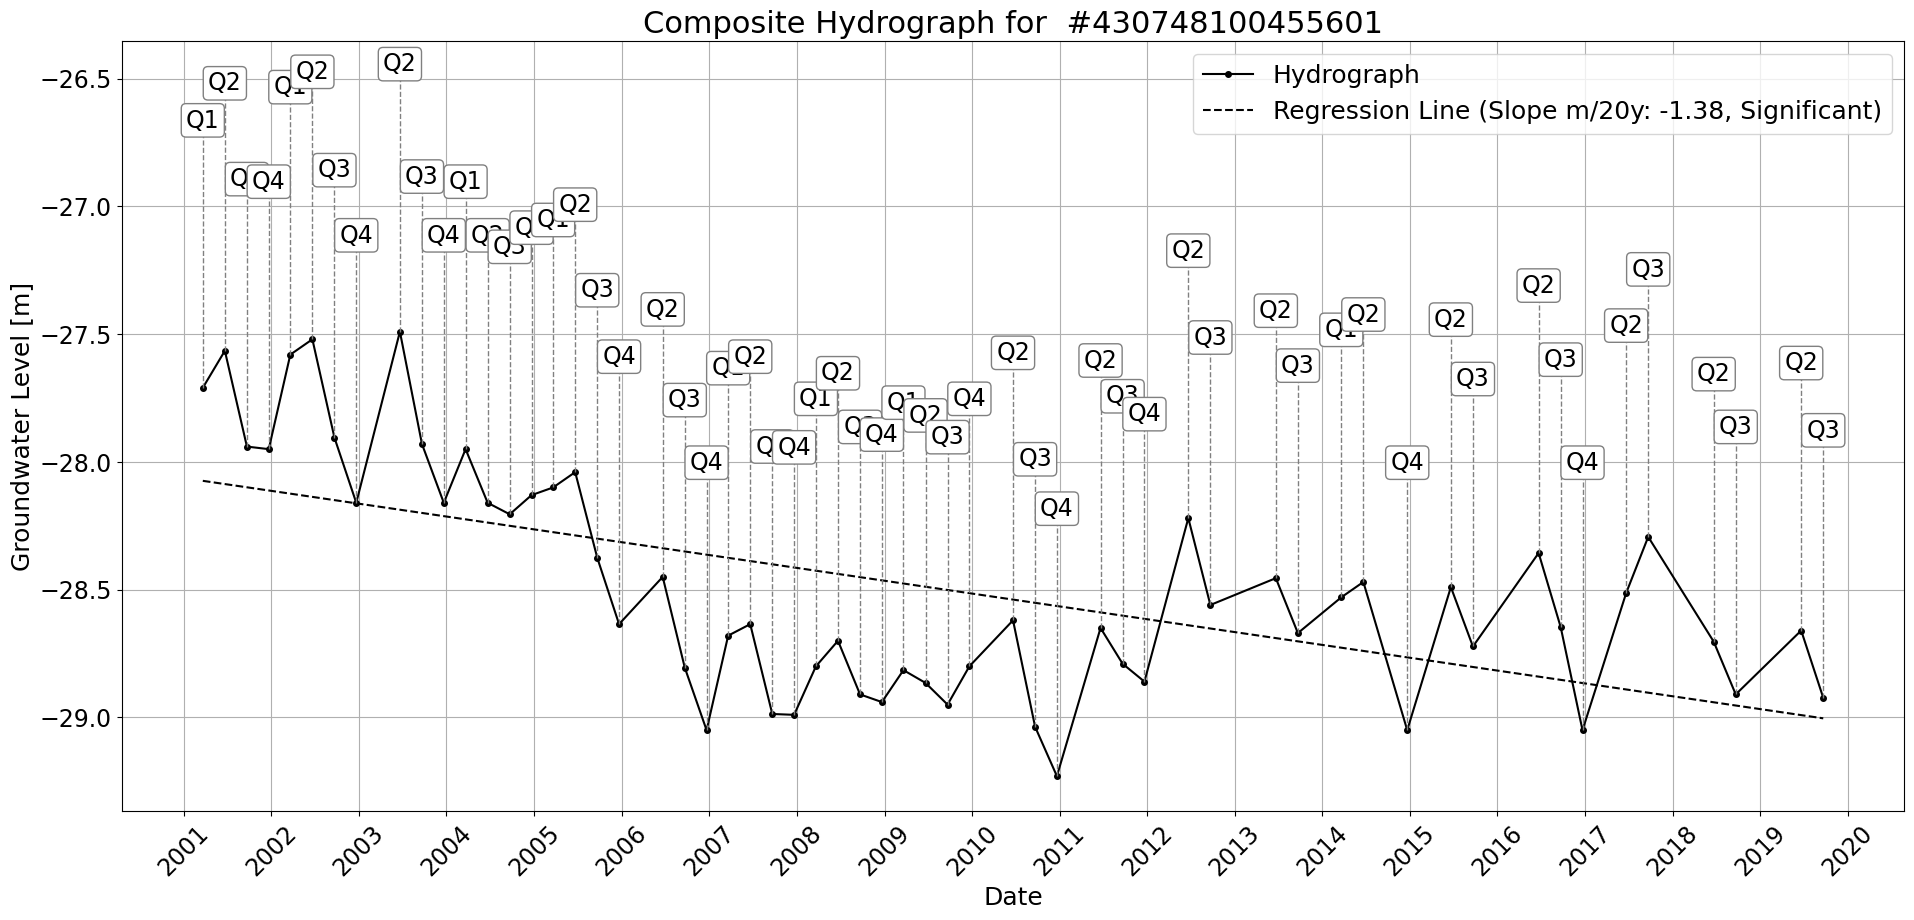 Composite Hydrograph for #430748100455601
Hydrograph
Regression Line (Slope m/20y: -1.38, Significant)
Groundwater Level [m]
−26.5
−27.0
−27.5
−28.0
−28.5
−29.0
Q1
Q2
Q4
Q1
Q2
Q3
Q4
Q2
Q3
Q4
Q1
Q2
Q3
Q1
Q2
Q3
Q4
Q2
Q3
Q4
Q2
Q4
Q1
Q2
Q4
Q1
Q2
Q3
Q4
Q2
Q3
Q4
Q2
Q3
Q4
Q2
Q3
Q2
Q3
Q1
Q2
Q4
Q2
Q3
Q2
Q3
Q4
Q2
Q3
Q2
Q3
Q2
Q3
2001
2002
2003
2004
2005
2006
2007
2008
2009
2010
2011
2012
2013
2014
2015
2016
2017
2018
2019
2020
Date